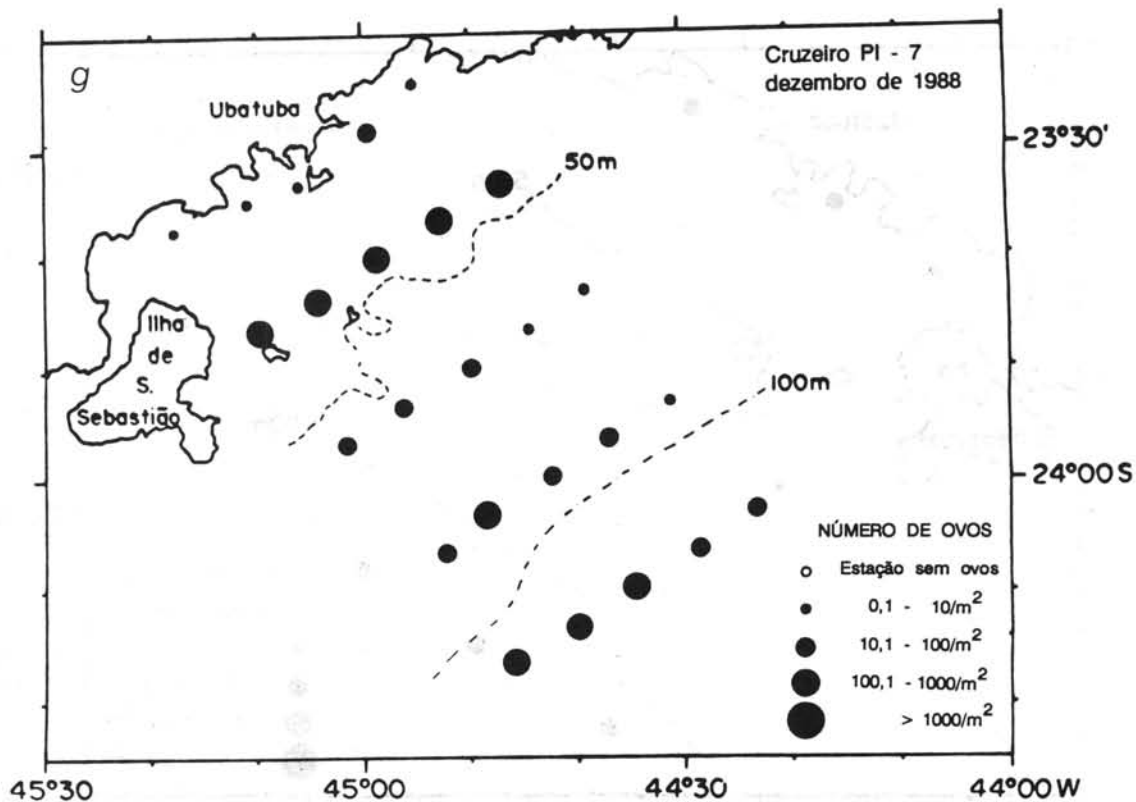 g
Cruzeiro PI - 7
dezembro de 1988
Ubatuba
23°30'
50m
Ilha
de
S.
Sebastião
100m
24°00S
NÚMERO DE OVOS
Estação sem ovos
0,1 - 10/m²
10,1 - 100/m²
100,1 - 1000/m²
> 1000/m²
45°30
45°00
44°30
44°00W